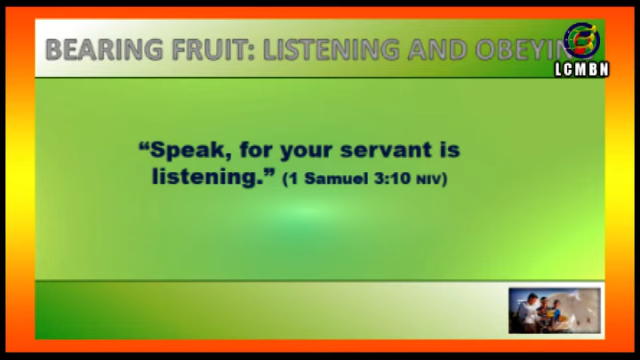 BEARING FRUIT: LISTENING AND OBEYIN
LCMBN
“Speak, for your servant is
listening.” (1 Samuel 3:10 NIV)